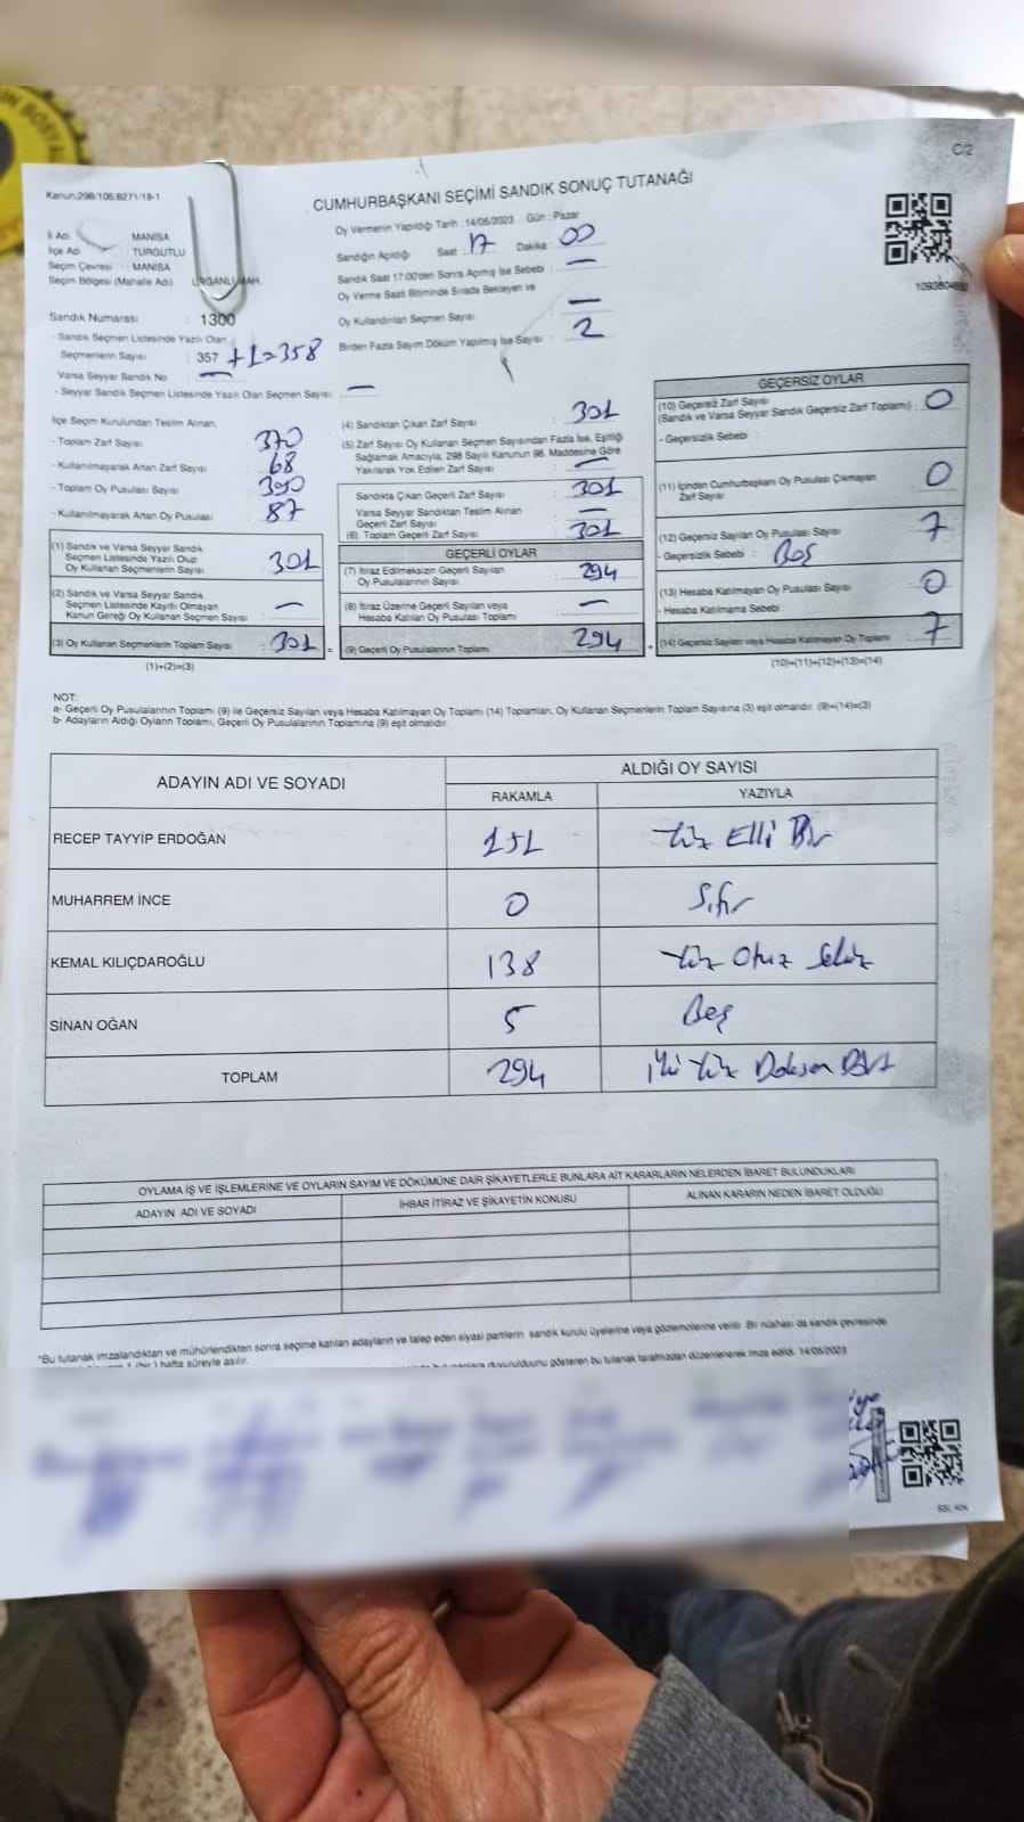 C2
Kanun.298/106.8271/18-1
CUMHURBAŞKANI SEÇİMİ SANDIK SONUÇ TUTANAĞI
Oy Vermenin Yapıldığı Tarih : 14/05/2023 Gün : Pazar
İl Adı : MANİSA
İlçe Adı : TURGUTLU
Seçim Çevresi : MANİSA
Seçim Bölgesi (Mahalle Adı) : URGANLI MAH.
Sandığın Açıldığı Saat 17 Dakika 00
Sandık Saat 17:00'den Sonra Açılmış İse Sebebi : —
Oy Verme Saati Bitiminde Sırada Bekleyen ve
Oy Kullandırılan Seçmen Sayısı —
Birden Fazla Sayım Döküm Yapılmış İse Sayısı : 2
Sandık Numarası : 1300
- Sandık Seçmen Listesinde Yazılı Olan
Seçmenlerin Sayısı : 357 +1=358
Varsa Seyyar Sandık No : —
- Seyyar Sandık Seçmen Listesinde Yazılı Olan Seçmen Sayısı : —
İlçe Seçim Kurulundan Teslim Alınan,
- Toplam Zarf Sayısı : 370
- Kullanılmayarak Artan Zarf Sayısı : 68
- Toplam Oy Pusulası Sayısı : 390
- Kullanılmayarak Artan Oy Pusulası : 87
(1) Sandık ve Varsa Seyyar Sandık
Seçmen Listesinde Yazılı Olup
Oy Kullanan Seçmenlerin Sayısı : 301
(2) Sandık ve Varsa Seyyar Sandık
Seçmen Listesinde Kayıtlı Olmayan
Kanun Gereği Oy Kullanan Seçmen Sayısı : —
(3) Oy Kullanan Seçmenlerin Toplam Sayısı : 301
(1)+(2)=(3)
(4) Sandıktan Çıkan Zarf Sayısı : 301
(5) Zarf Sayısı Oy Kullanan Seçmen Sayısından Fazla İse, Eşitliği
Sağlamak Amacıyla, 298 Sayılı Kanunun 98. Maddesine Göre
Yakılarak Yok Edilen Zarf Sayısı : —
Sandıkta Çıkan Geçerli Zarf Sayısı : 301
Varsa Seyyar Sandıktan Teslim Alınan
Geçerli Zarf Sayısı : —
(6) Toplam Geçerli Zarf Sayısı : 301
GEÇERLİ OYLAR
(7) İtiraz Edilmeksizin Geçerli Sayılan
Oy Pusulalarının Sayısı : 294
(8) İtiraz Üzerine Geçerli Sayılan veya
Hesaba Katılan Oy Pusulası Toplamı : —
(9) Geçerli Oy Pusulalarının Toplamı : 294
GEÇERSİZ OYLAR
(10) Geçersiz Zarf Sayısı
(Sandık ve Varsa Seyyar Sandık Geçersiz Zarf Toplamı) : 0
- Geçersizlik Sebebi :
(11) İçinden Cumhurbaşkanı Oy Pusulası Çıkmayan
Zarf Sayısı : 0
(12) Geçersiz Sayılan Oy Pusulası Sayısı : 7
- Geçersizlik Sebebi : Boş
(13) Hesaba Katılmayan Oy Pusulası Sayısı : 0
- Hesaba Katılmama Sebebi :
(14) Geçersiz Sayılan veya Hesaba Katılmayan Oy Toplamı : 7
(10)+(11)+(12)+(13)=(14)
NOT:
a- Geçerli Oy Pusulalarının Toplamı (9) ile Geçersiz Sayılan veya Hesaba Katılmayan Oy Toplamı (14) Toplamları, Oy Kullanan Seçmenlerin Toplam Sayısına (3) eşit olmalıdır. (9)+(14)=(3)
b- Adayların Aldığı Oyların Toplamı, Geçerli Oy Pusulalarının Toplamına (9) eşit olmalıdır.
ADAYIN ADI VE SOYADI ALDIĞI OY SAYISI
RAKAMLA YAZIYLA
RECEP TAYYİP ERDOĞAN 151 Yüz Elli Bir
MUHARREM İNCE 0 Sıfır
KEMAL KILIÇDAROĞLU 138 Yüz Otuz Sekiz
SİNAN OĞAN 5 Beş
TOPLAM 294 İki Yüz Doksan Dört
OYLAMA İŞ VE İŞLEMLERİNE VE OYLARIN SAYIM VE DÖKÜMÜNE DAİR ŞİKAYETLERLE BUNLARA AİT KARARLARIN NELERDEN İBARET BULUNDUKLARI
ADAYIN ADI VE SOYADI İHBAR İTİRAZ VE ŞİKAYETİN KONUSU ALINAN KARARIN NEDEN İBARET OLDUĞU
*Bu tutanak imzalandıktan ve mühürlendikten sonra seçime katılan adayların ve talep eden siyasi partilerin sandık kurulu üyelerine veya gözlemcilerine verilir. Bir nüshası da sandık çevresinde
1 (bir) hafta süreyle asılır.
duyurulduğunu gösteren bu tutanak tarafımızdan düzenlenerek imza edildi. 14/05/2023